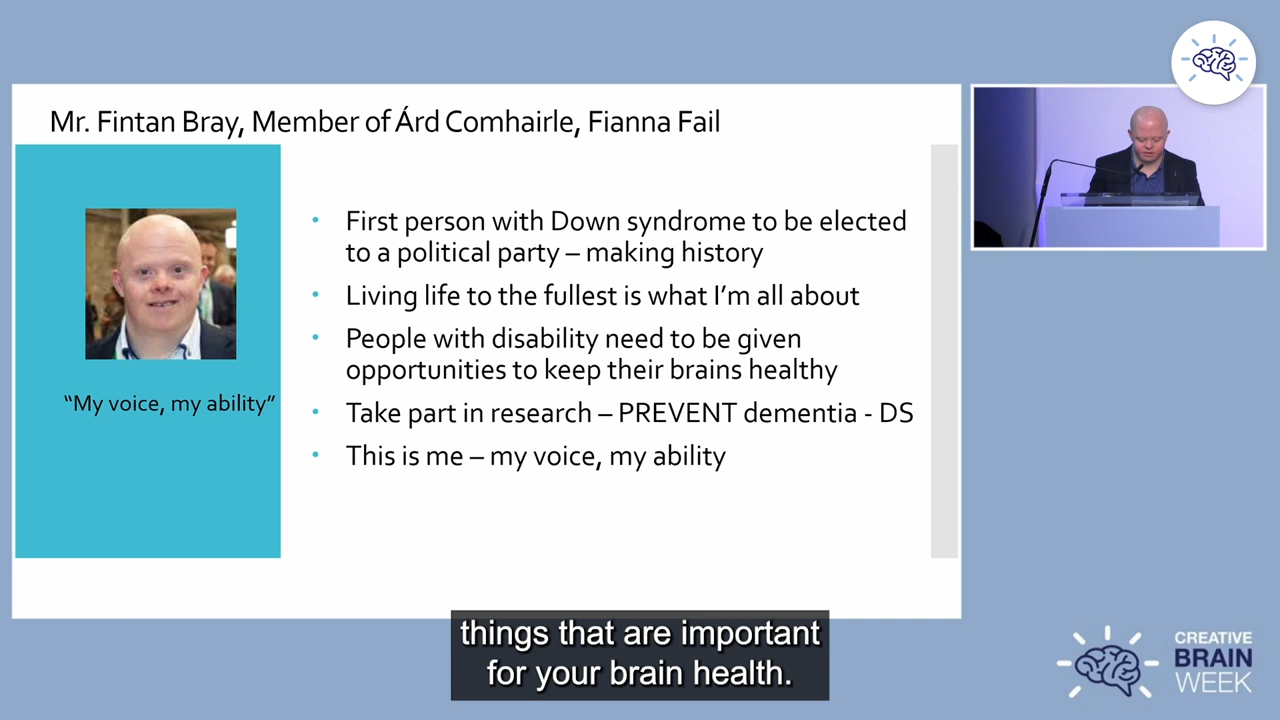 Mr. Fintan Bray, Member of Árd Comhairle, Fianna Fail
"My voice, my ability"
• First person with Down syndrome to be elected
to a political party – making history
• Living life to the fullest is what I'm all about
• People with disability need to be given
opportunities to keep their brains healthy
• Take part in research – PREVENT dementia - DS
• This is me – my voice, my ability
things that are important
for your brain health.
CREATIVE
BRAIN
WEEK